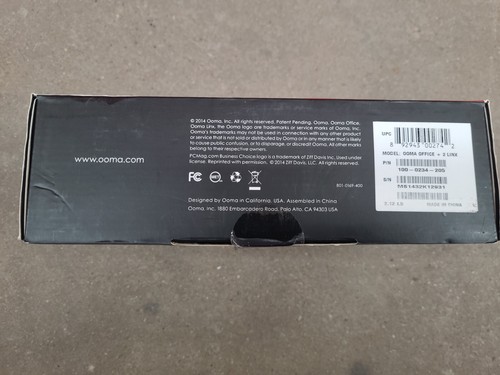 www.ooma.com
© 2014 Ooma, Inc. All rights reserved. Patent Pending. Ooma, Ooma Office,
Ooma Linx, the Ooma logo are trademarks or service marks of Ooma, Inc.
Ooma's trademarks may not be used in connection with any other product
or service that is not sold or distributed by Ooma or in any manner that is likely
to cause public confusion, or to disparage, or discredit Ooma. All other marks
belong to their respective owners.
PCMag.com Business Choice logo is a trademark of Ziff Davis Inc. Used under
license. Reprinted with permission. © 2014 Ziff Davis, Inc. All Rights Reserved.
FC
Designed by Ooma in California, USA. Assembled in China
Ooma, Inc. 1880 Embarcadero Road, Palo Alto, CA 94303 USA
UPC
8 92943 00274 2
MODEL: OOMA OFFICE + 2 LINX
P/N
100-0234-205
S/N
MADE IN CHINA